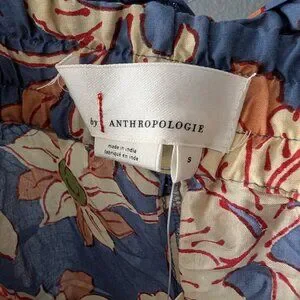 by ANTHROPOLOGIE
made in india
fabriqué en inde
S